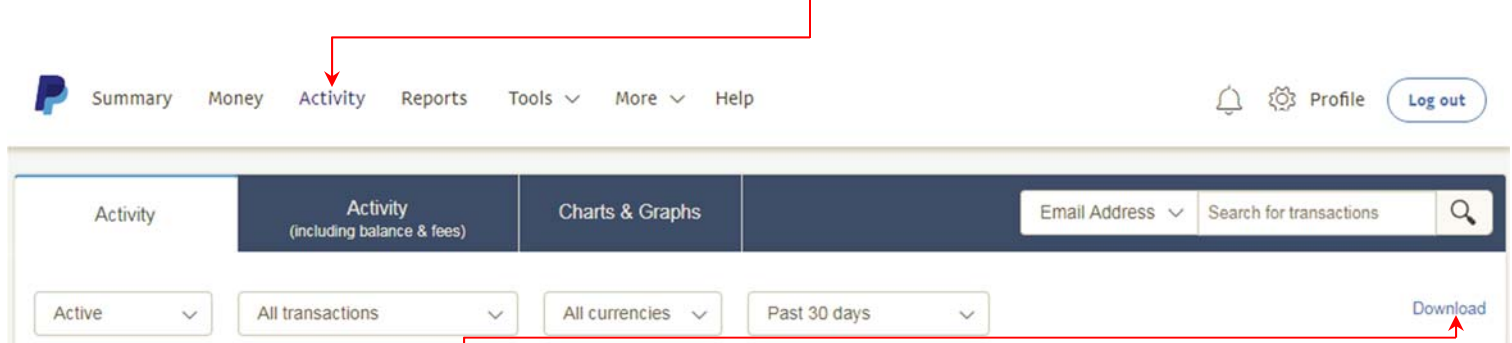 Summary Money Activity Reports Tools More Help Profile Log out
Activity Activity Charts & Graphs Email Address Search for transactions
(including balance & fees)
Active All transactions All currencies Past 30 days Download